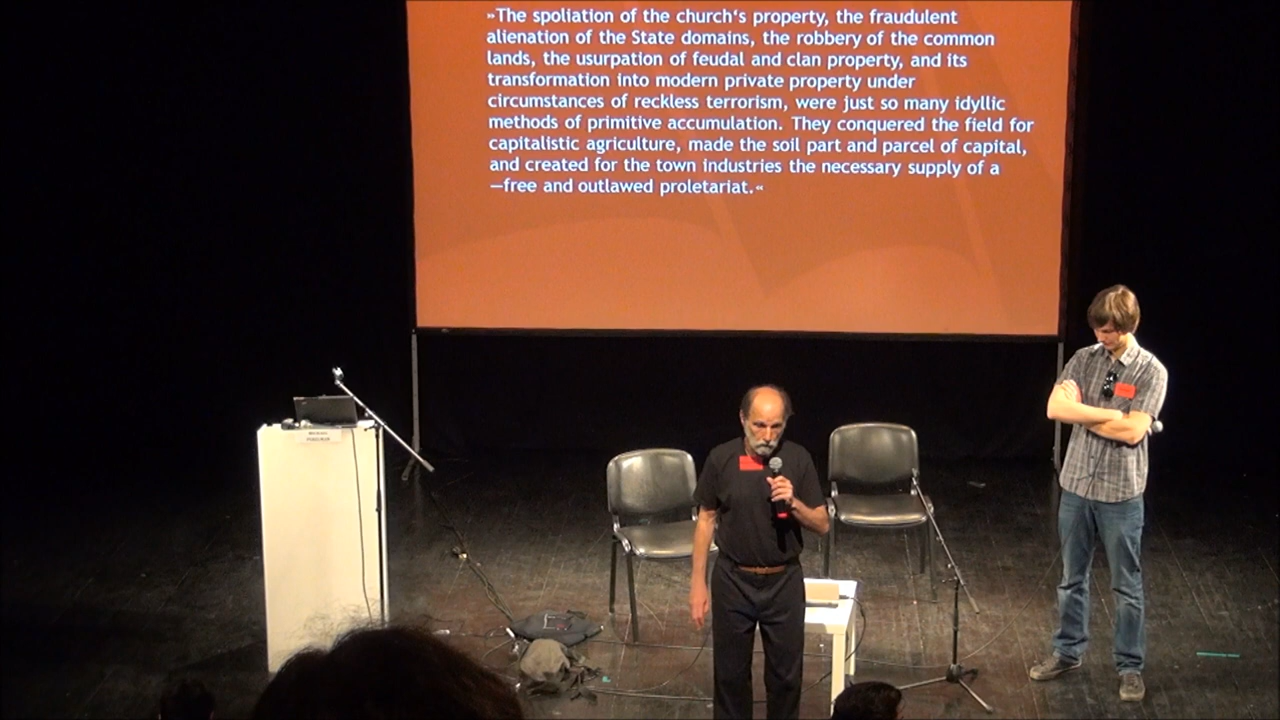 »The spoliation of the church‘s property, the fraudulent
alienation of the State domains, the robbery of the common
lands, the usurpation of feudal and clan property, and its
transformation into modern private property under
circumstances of reckless terrorism, were just so many idyllic
methods of primitive accumulation. They conquered the field for
capitalistic agriculture, made the soil part and parcel of capital,
and created for the town industries the necessary supply of a
—free and outlawed proletariat.«